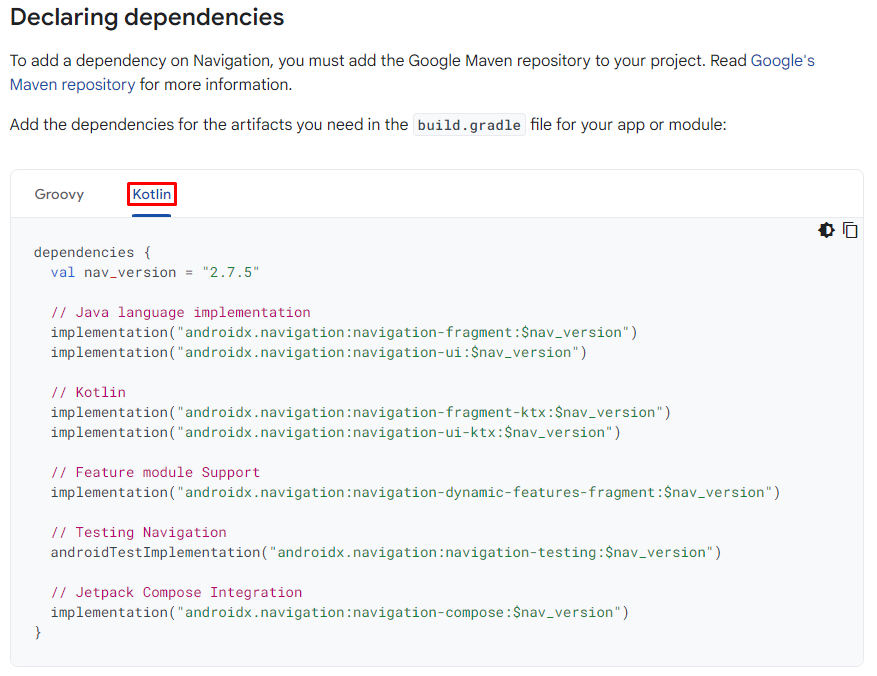 Declaring dependencies
To add a dependency on Navigation, you must add the Google Maven repository to your project. Read Google's
Maven repository for more information.
Add the dependencies for the artifacts you need in the build.gradle file for your app or module:
Groovy Kotlin
dependencies {
  val nav_version = "2.7.5"

  // Java language implementation
  implementation("androidx.navigation:navigation-fragment:$nav_version")
  implementation("androidx.navigation:navigation-ui:$nav_version")

  // Kotlin
  implementation("androidx.navigation:navigation-fragment-ktx:$nav_version")
  implementation("androidx.navigation:navigation-ui-ktx:$nav_version")

  // Feature module Support
  implementation("androidx.navigation:navigation-dynamic-features-fragment:$nav_version")

  // Testing Navigation
  androidTestImplementation("androidx.navigation:navigation-testing:$nav_version")

  // Jetpack Compose Integration
  implementation("androidx.navigation:navigation-compose:$nav_version")
}